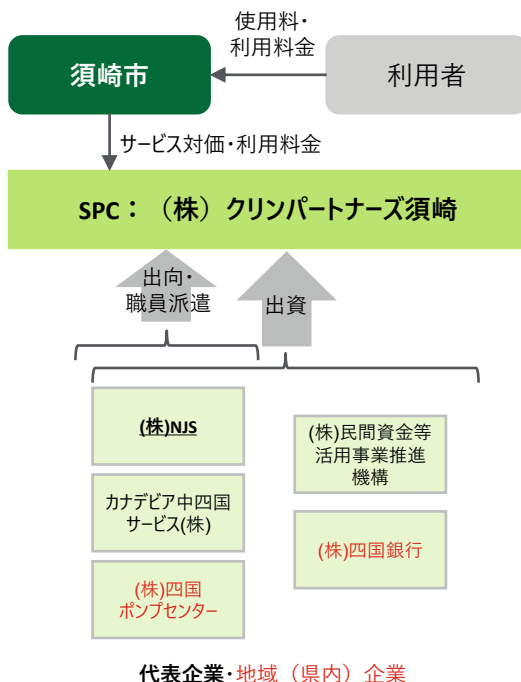 使用料・
利用料金
須崎市
利用者
サービス対価・利用料金
SPC： （株）クリンパートナーズ須崎
出向・
職員派遣
出資
(株)NJS
カナデビア中四国
サービス(株)
(株)四国
ポンプセンター
(株)民間資金等
活用事業推進
機構
(株)四国銀行
代表企業・地域（県内）企業